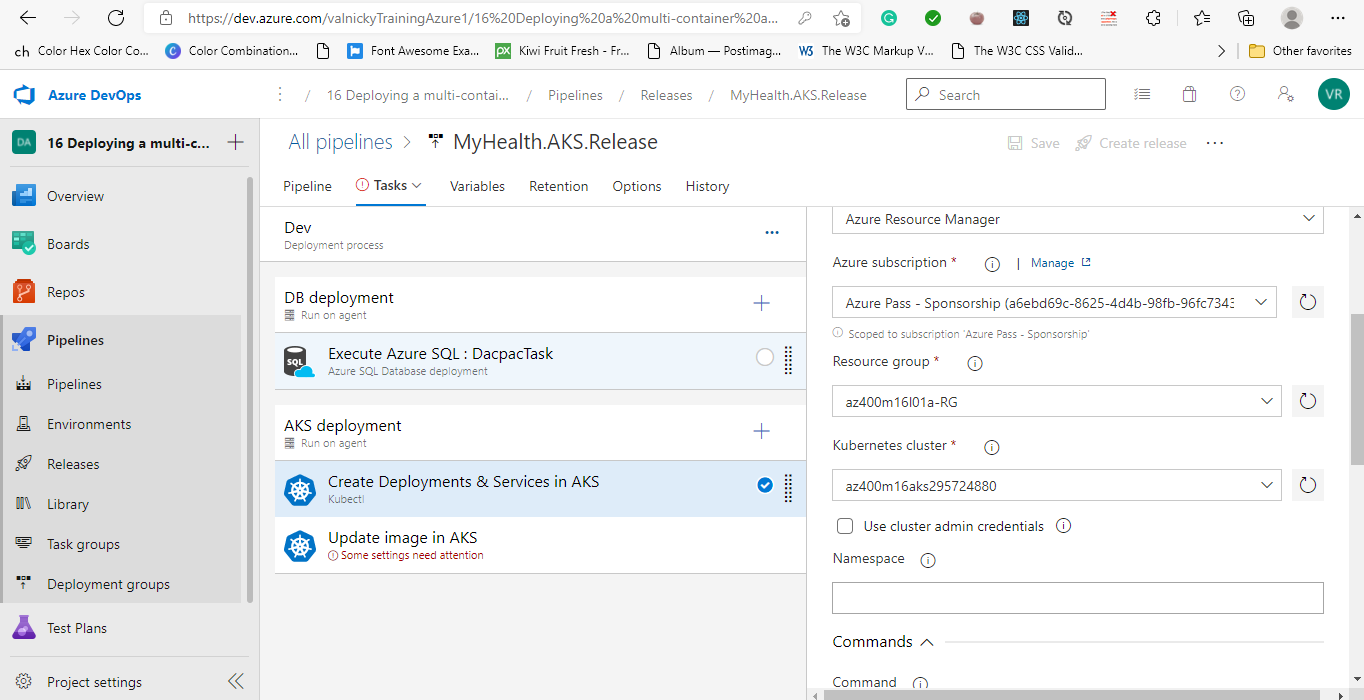 https://dev.azure.com/valnickyTrainingAzure1/16%20Deploying%20a%20multi-container%20a...
ch Color Hex Color Co...
C Color Combination...
Font Awesome Exa...
px Kiwi Fruit Fresh - Fr...
Album — Postimag...
W3 The W3C Markup V...
The W3C CSS Valid...
Other favorites
Azure DevOps
/ 16 Deploying a multi-contai... / Pipelines / Releases / MyHealth.AKS.Release
Search
VR
DA 16 Deploying a multi-c...
Overview
Boards
Repos
Pipelines
Pipelines
Environments
Releases
Library
Task groups
Deployment groups
Test Plans
Project settings
All pipelines > MyHealth.AKS.Release
Save
Create release
Pipeline
Tasks
Variables
Retention
Options
History
Dev
Deployment process
DB deployment
Run on agent
SQL
Execute Azure SQL : DacpacTask
Azure SQL Database deployment
AKS deployment
Run on agent
Create Deployments & Services in AKS
Kubectl
Update image in AKS
Some settings need attention
Azure Resource Manager
Azure subscription * | Manage
Azure Pass - Sponsorship (a6ebd69c-8625-4d4b-98fb-96fc7343
Scoped to subscription 'Azure Pass - Sponsorship'
Resource group *
az400m16l01a-RG
Kubernetes cluster *
az400m16aks295724880
Use cluster admin credentials
Namespace
Commands
Command